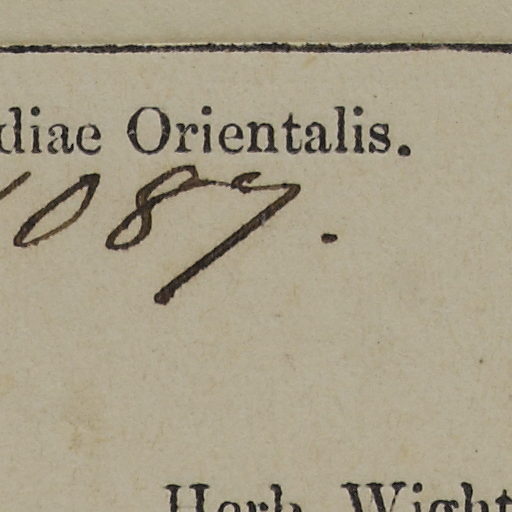 diae Orientalis.
1087.
Herb. Wight